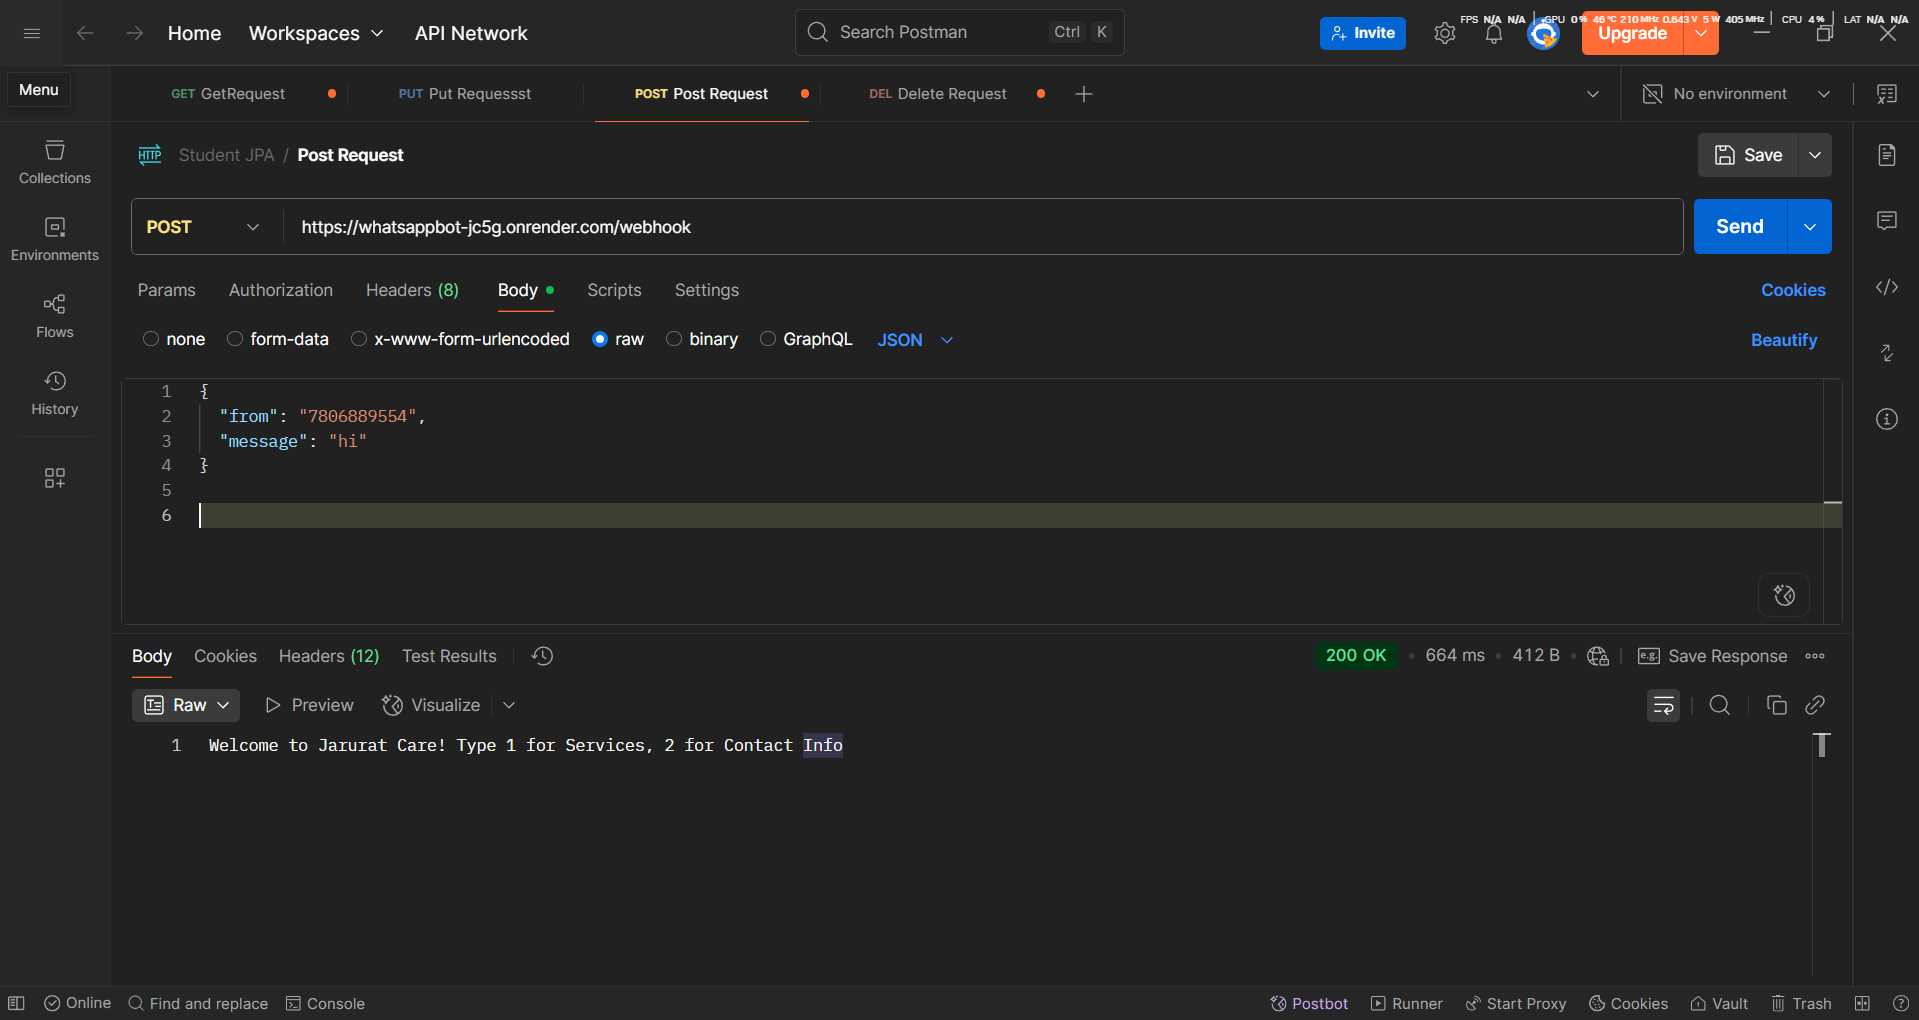 Home Workspaces API Network Search Postman Ctrl K Invite Upgrade
FPS N/A N/A GPU 0% 46°C 210 MHz 0.643 V 5 W 405 MHz CPU 4% LAT N/A N/A
Menu
GET GetRequest PUT Put Requessst POST Post Request DEL Delete Request No environment
HTTP Student JPA / Post Request Save
Collections
POST https://whatsappbot-jc5g.onrender.com/webhook Send
Environments
Params Authorization Headers (8) Body Scripts Settings Cookies
Flows
none form-data x-www-form-urlencoded raw binary GraphQL JSON Beautify
History
1 {
2 "from": "7806889554",
3 "message": "hi"
4 }
5
6
Body Cookies Headers (12) Test Results 200 OK 664 ms 412 B e.g. Save Response
Raw Preview Visualize
1 Welcome to Jarurat Care! Type 1 for Services, 2 for Contact Info
Online Find and replace Console Postbot Runner Start Proxy Cookies Vault Trash